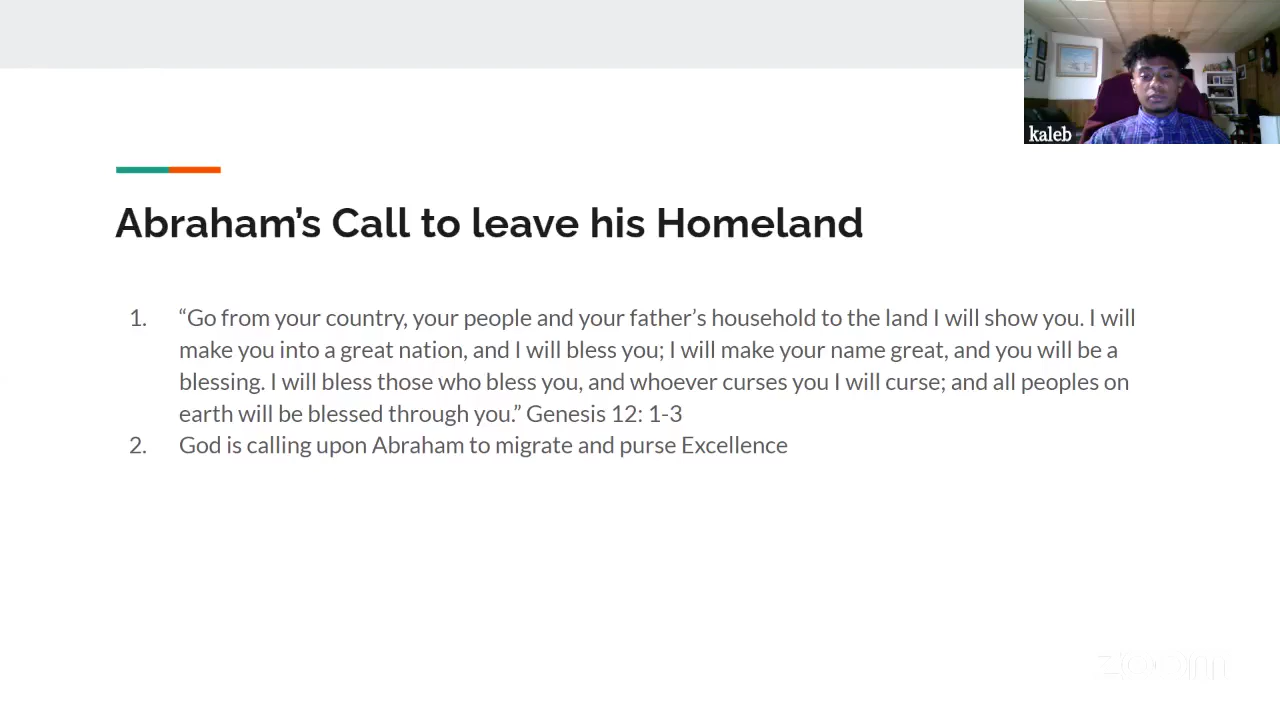 kaleb
Abraham’s Call to leave his Homeland
1. “Go from your country, your people and your father’s household to the land I will show you. I will
make you into a great nation, and I will bless you; I will make your name great, and you will be a
blessing. I will bless those who bless you, and whoever curses you I will curse; and all peoples on
earth will be blessed through you.” Genesis 12: 1-3
2. God is calling upon Abraham to migrate and purse Excellence
zoom